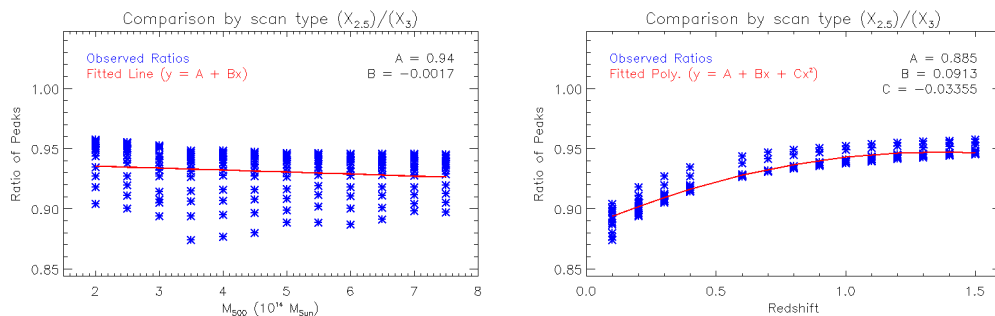 Comparison by scan type (X2.5)/(X3)
Observed Ratios
Fitted Line (y = A + Bx)
A = 0.94
B = −0.0017
Ratio of Peaks
1.00
0.95
0.90
0.85
2 3 4 5 6 7 8
M500 (10¹⁴ MSun)
Comparison by scan type (X2.5)/(X3)
Observed Ratios
Fitted Poly. (y = A + Bx + Cx²)
A = 0.885
B = 0.0913
C = −0.03355
Ratio of Peaks
1.00
0.95
0.90
0.85
0.0 0.5 1.0 1.5
Redshift